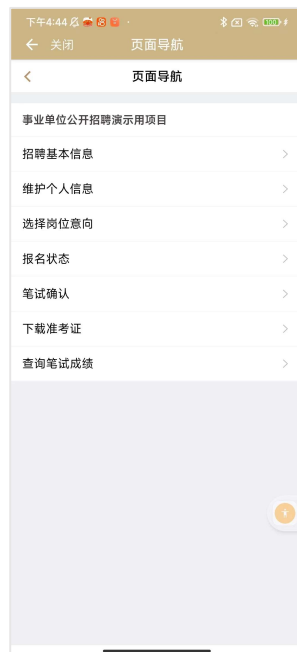 下午4:44
100
← 关闭 页面导航
页面导航
事业单位公开招聘演示用项目
招聘基本信息
维护个人信息
选择岗位意向
报名状态
笔试确认
下载准考证
查询笔试成绩